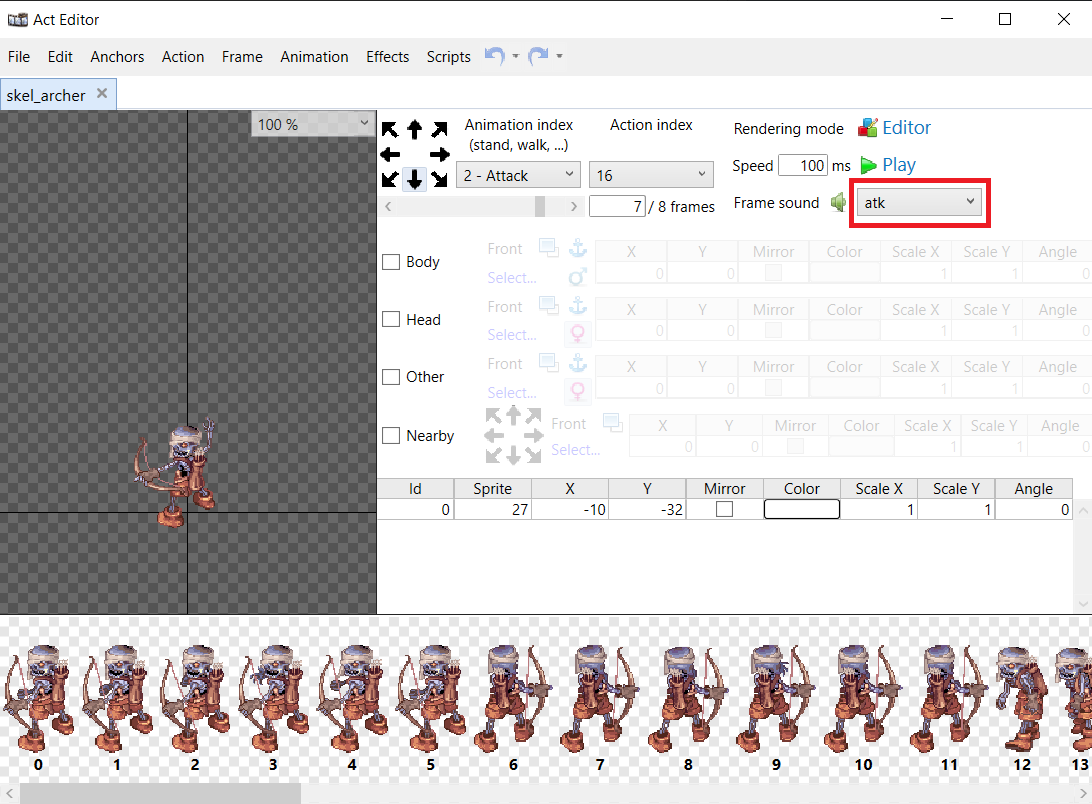 Act Editor
File Edit Anchors Action Frame Animation Effects Scripts
skel_archer
100 %
Animation index
(stand, walk, ...)
Action index
2 - Attack
16
7 / 8 frames
Rendering mode Editor
Speed 100 ms Play
Frame sound atk
Body Front X Y Mirror Color Scale X Scale Y Angle
Select... 0 0 1 1 0
Head Front X Y Mirror Color Scale X Scale Y Angle
Select... 0 0 1 1 0
Other Front X Y Mirror Color Scale X Scale Y Angle
Select... 0 0 1 1 0
Nearby Front X Y Mirror Color Scale X Scale Y Angle
Select... 0 0 1 1 0
Id Sprite X Y Mirror Color Scale X Scale Y Angle
0 27 -10 -32 1 1 0
0 1 2 3 4 5 6 7 8 9 10 11 12 13